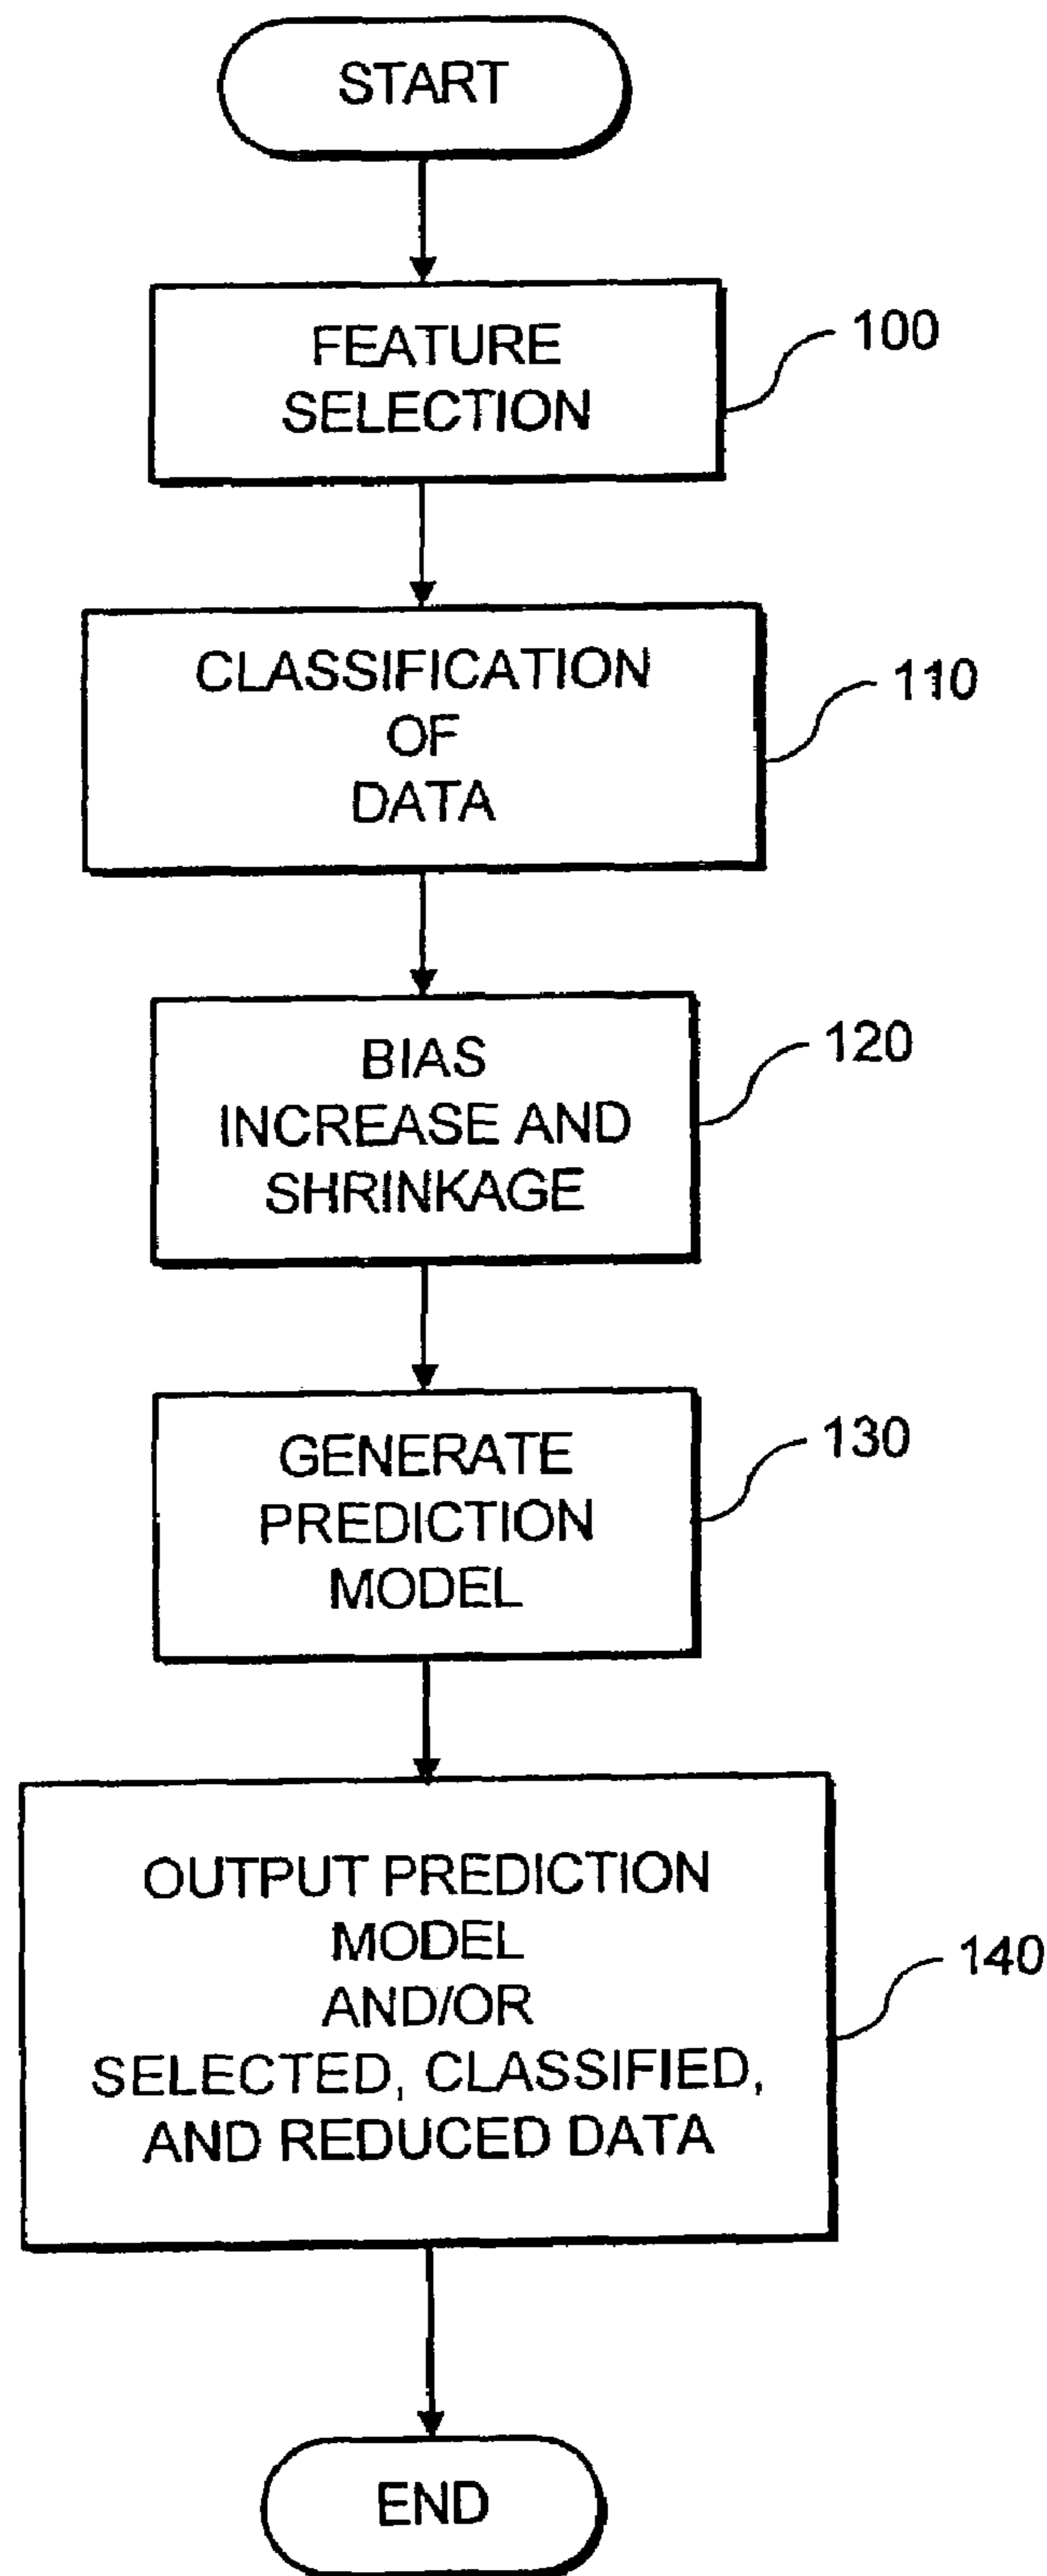 START
FEATURE
SELECTION
100
CLASSIFICATION
OF
DATA
110
BIAS
INCREASE AND
SHRINKAGE
120
GENERATE
PREDICTION
MODEL
130
OUTPUT PREDICTION
MODEL
AND/OR
SELECTED, CLASSIFIED,
AND REDUCED DATA
140
END